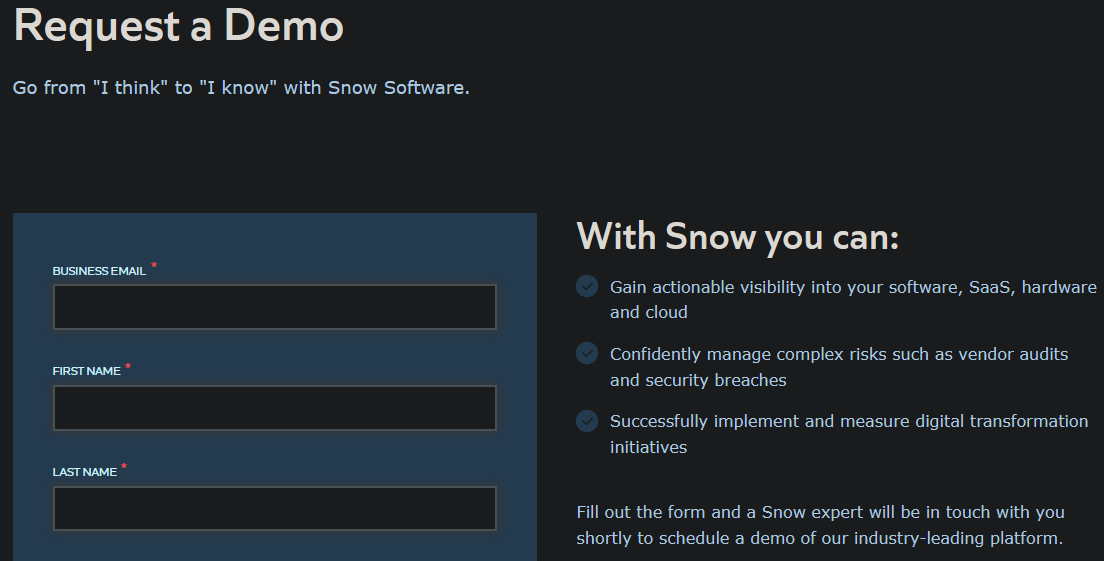 Request a Demo
Go from "I think" to "I know" with Snow Software.
BUSINESS EMAIL *
FIRST NAME *
LAST NAME *
With Snow you can:
Gain actionable visibility into your software, SaaS, hardware
and cloud
Confidently manage complex risks such as vendor audits
and security breaches
Successfully implement and measure digital transformation
initiatives
Fill out the form and a Snow expert will be in touch with you
shortly to schedule a demo of our industry-leading platform.